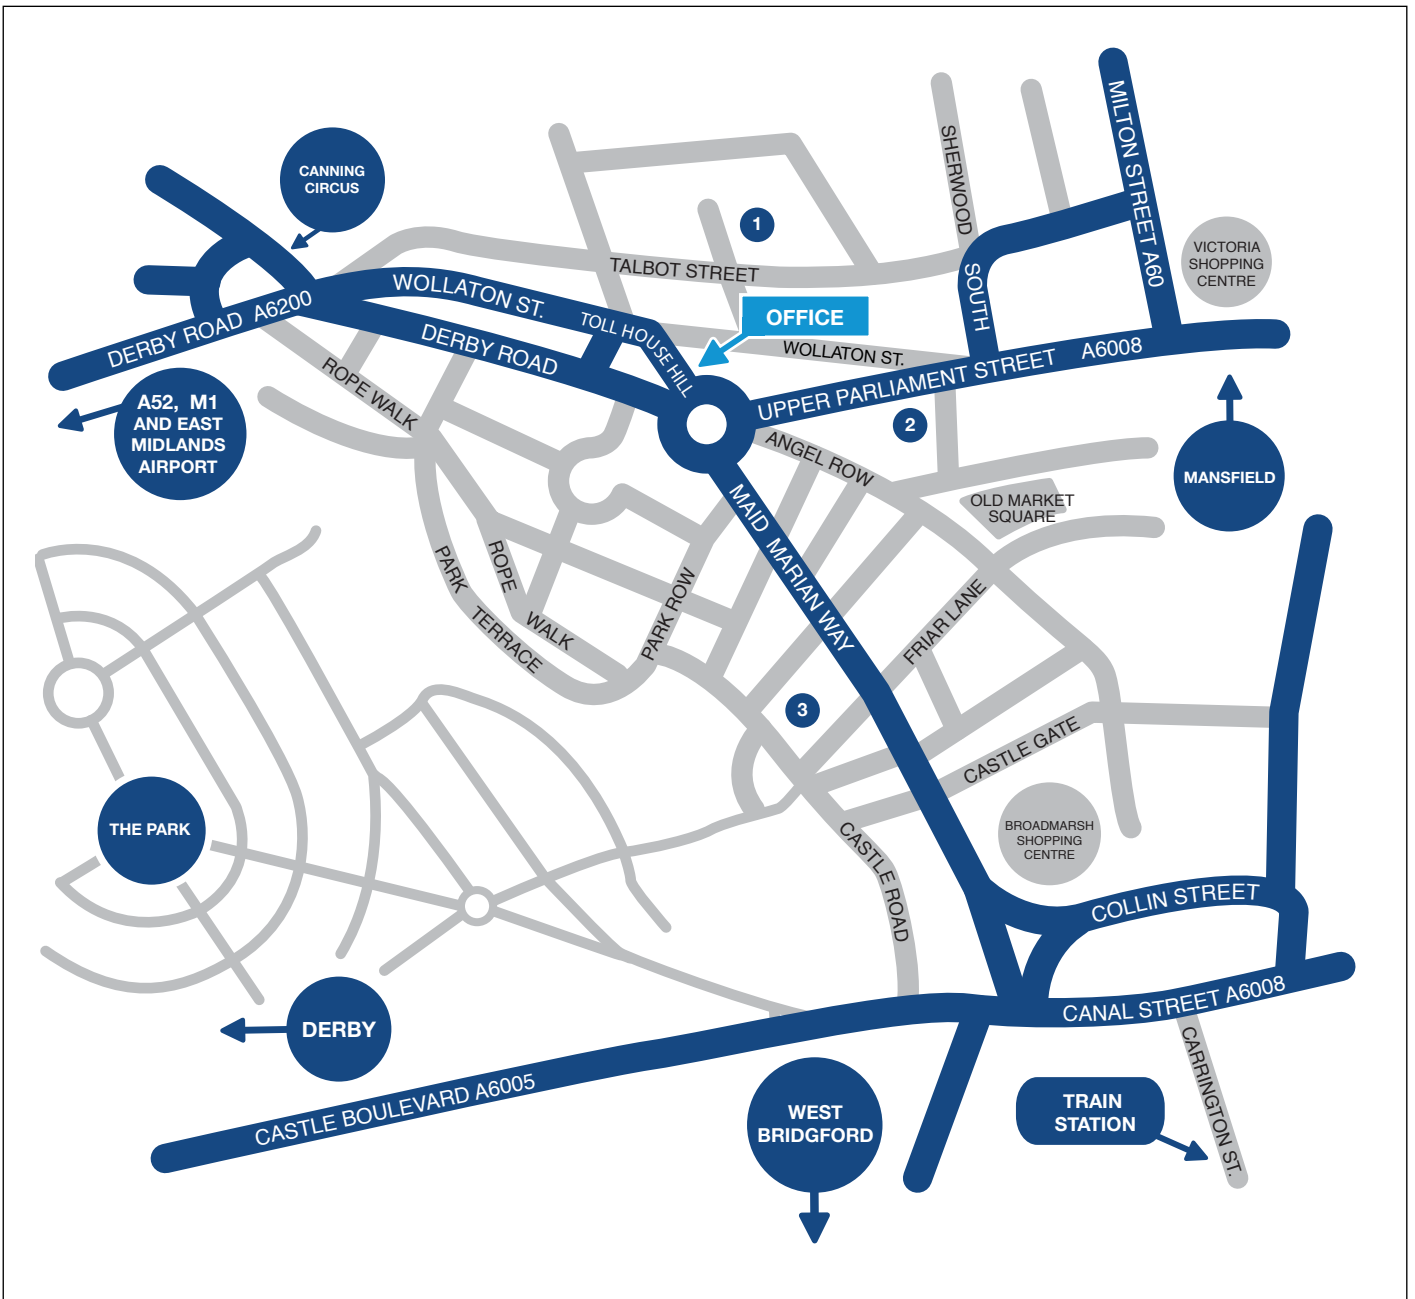 MILTON STREET A60
SHERWOOD
CANNING
CIRCUS
1
VICTORIA
SHOPPING
CENTRE
TALBOT STREET
SOUTH
WOLLATON ST.
DERBY ROAD A6200
TOLL HOUSE HILL
OFFICE
DERBY ROAD
WOLLATON ST.
UPPER PARLIAMENT STREET A6008
ROPE WALK
A52, M1
AND EAST
MIDLANDS
AIRPORT
2
ANGEL ROW
MANSFIELD
OLD MARKET
SQUARE
MAID MARIAN WAY
PARK TERRACE
ROPE WALK
PARK ROW
FRIAR LANE
3
CASTLE GATE
THE PARK
BROADMARSH
SHOPPING
CENTRE
CASTLE ROAD
COLLIN STREET
CANAL STREET A6008
DERBY
CARRINGTON ST.
CASTLE BOULEVARD A6005
WEST
BRIDGFORD
TRAIN
STATION